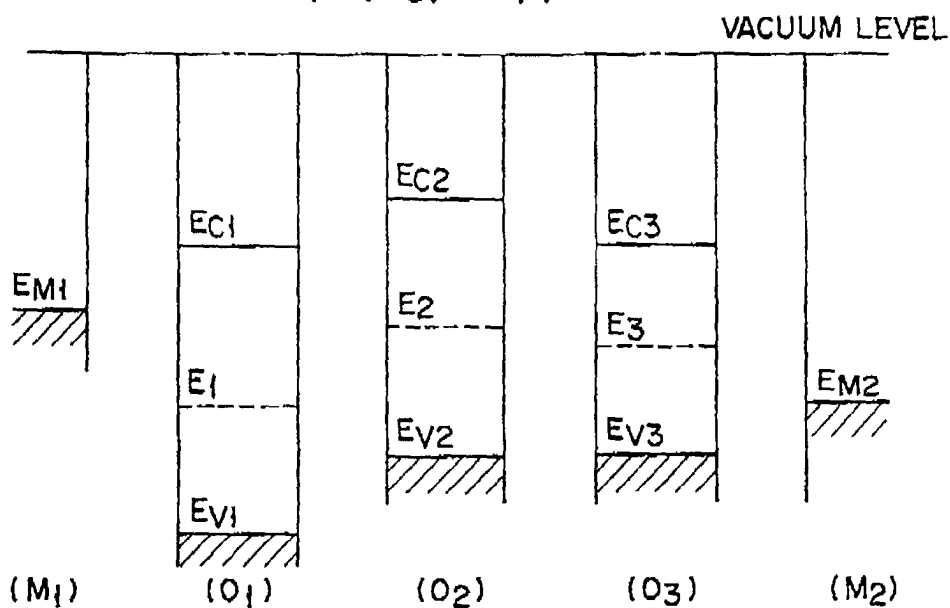 VACUUM LEVEL
EC2
EC1
EC3
EM1
E2
E3
E1
EM2
EV2
EV3
EV1
(M1) (O1) (O2) (O3) (M2)